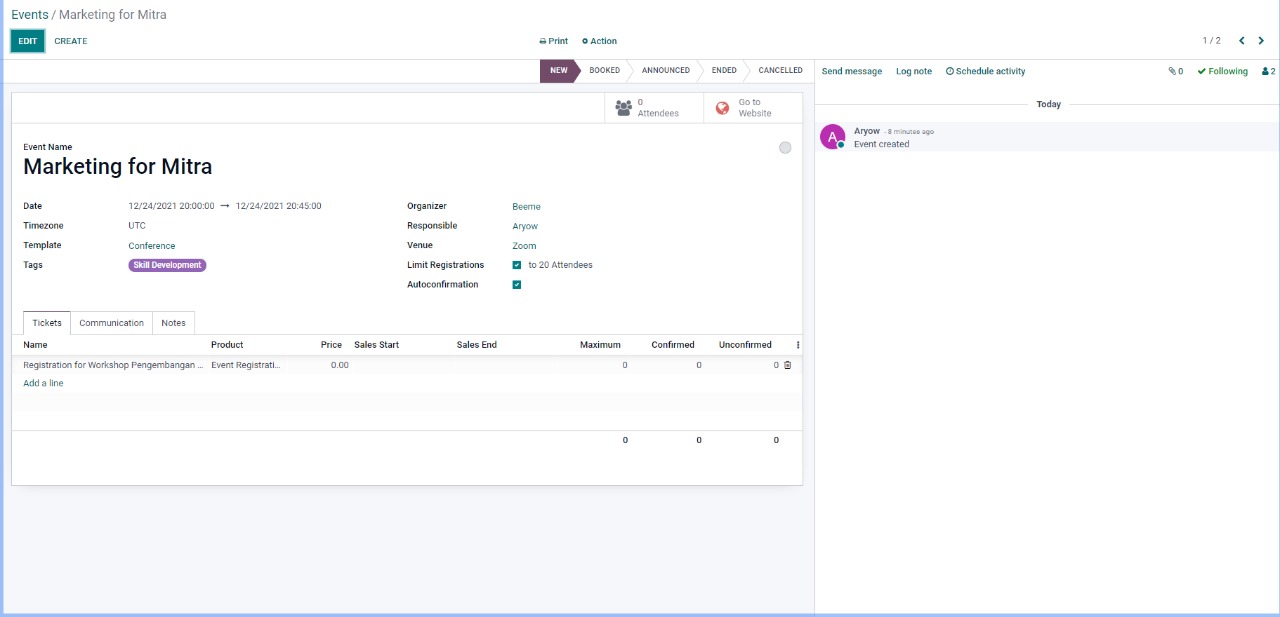 Events / Marketing for Mitra
EDIT CREATE Print Action 1 / 2
NEW BOOKED ANNOUNCED ENDED CANCELLED
Send message Log note Schedule activity 0 Following 2
0 Attendees
Go to Website
Today
Aryow - 8 minutes ago
Event created
Event Name
Marketing for Mitra
Date 12/24/2021 20:00:00 → 12/24/2021 20:45:00
Timezone UTC
Template Conference
Tags Skill Development
Organizer Beeme
Responsible Aryow
Venue Zoom
Limit Registrations to 20 Attendees
Autoconfirmation
Tickets Communication Notes
Name Product Price Sales Start Sales End Maximum Confirmed Unconfirmed
Registration for Workshop Pengembangan ... Event Registrati... 0.00 0 0 0
Add a line
0 0 0